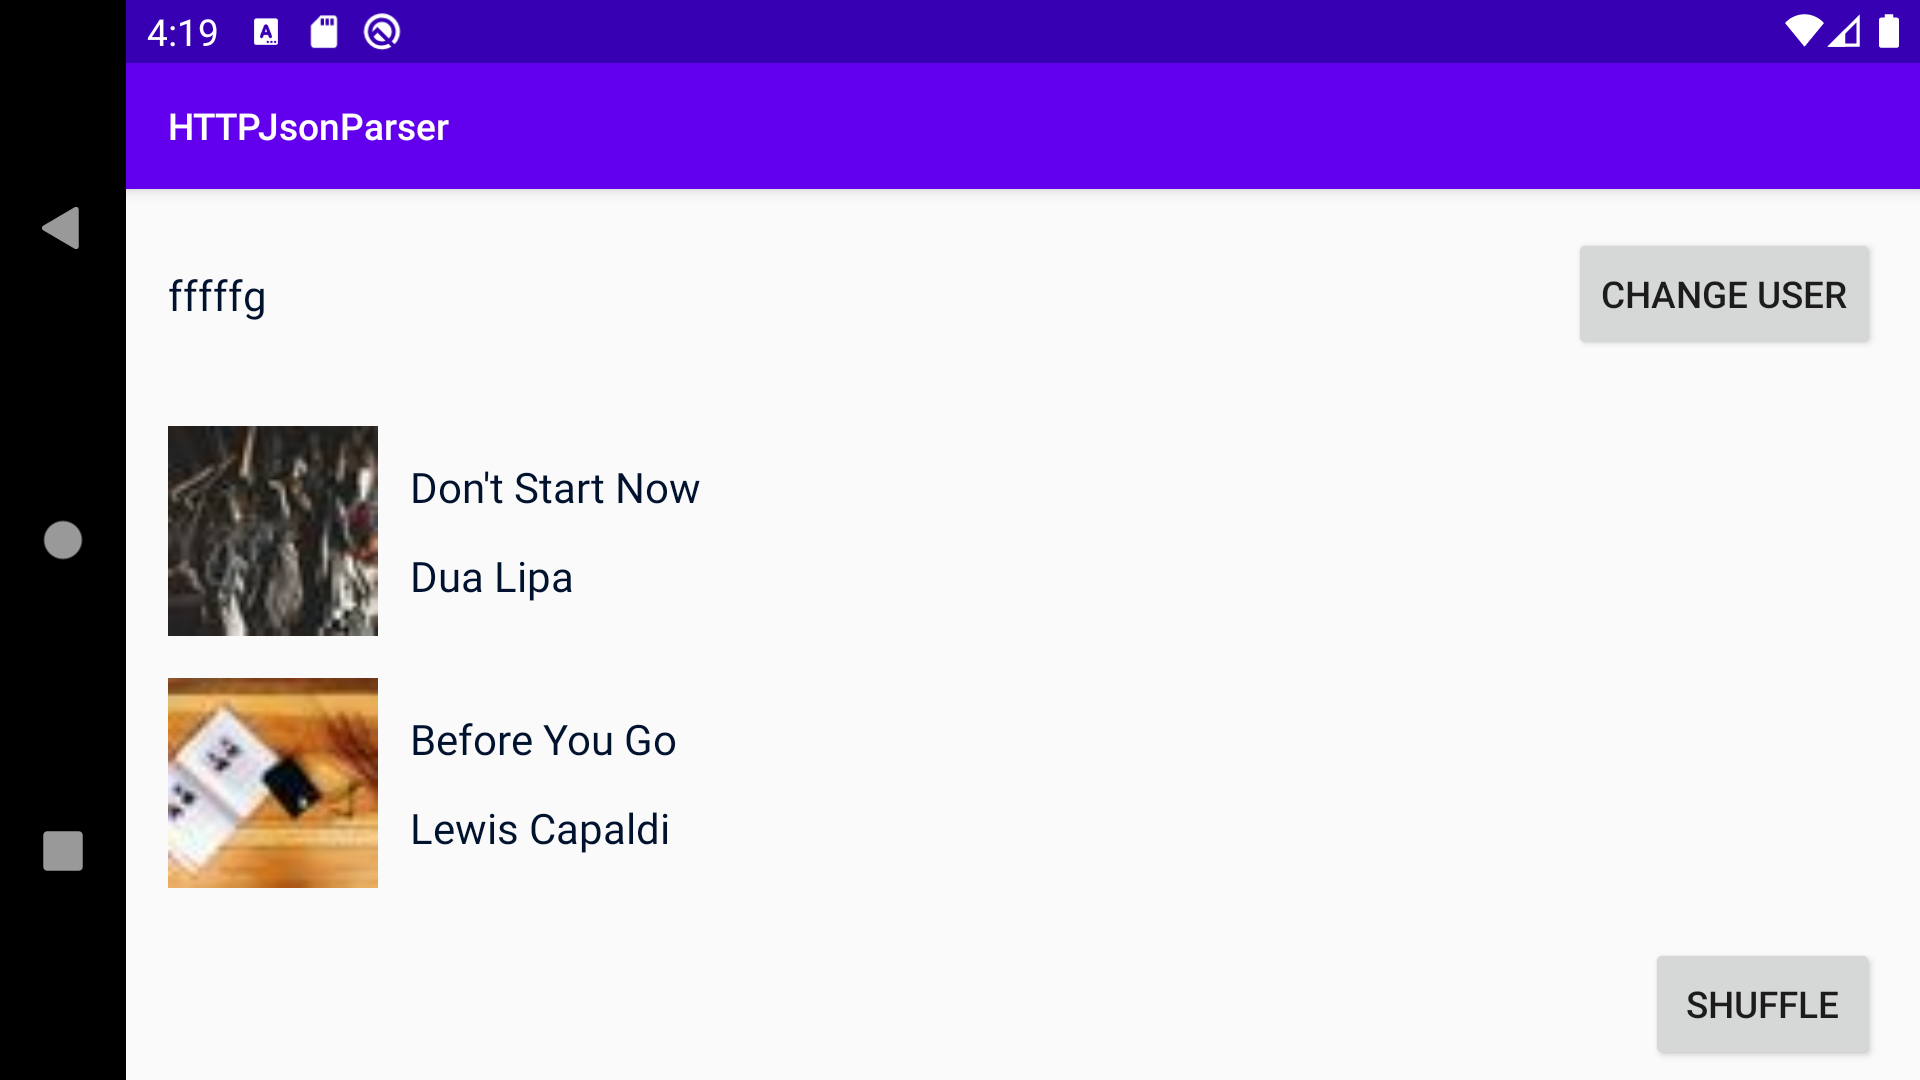 4:19
HTTPJsonParser
fffffg
CHANGE USER
Don't Start Now
Dua Lipa
Before You Go
Lewis Capaldi
SHUFFLE